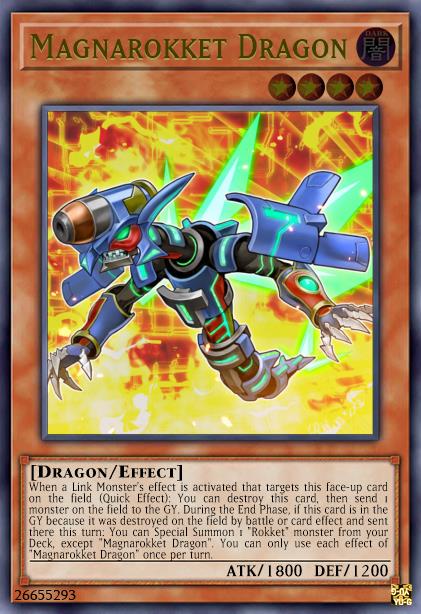 MAGNAROKKET DRAGON
DARK
闇
[DRAGON/EFFECT]
When a Link Monster's effect is activated that targets this face-up card
on the field (Quick Effect): You can destroy this card, then send 1
monster on the field to the GY. During the End Phase, if this card is in the
GY because it was destroyed on the field by battle or card effect and sent
there this turn: You can Special Summon 1 "Rokket" monster from your
Deck, except "Magnarokket Dragon". You can only use each effect of
"Magnarokket Dragon" once per turn.
ATK/1800 DEF/1200
26655293